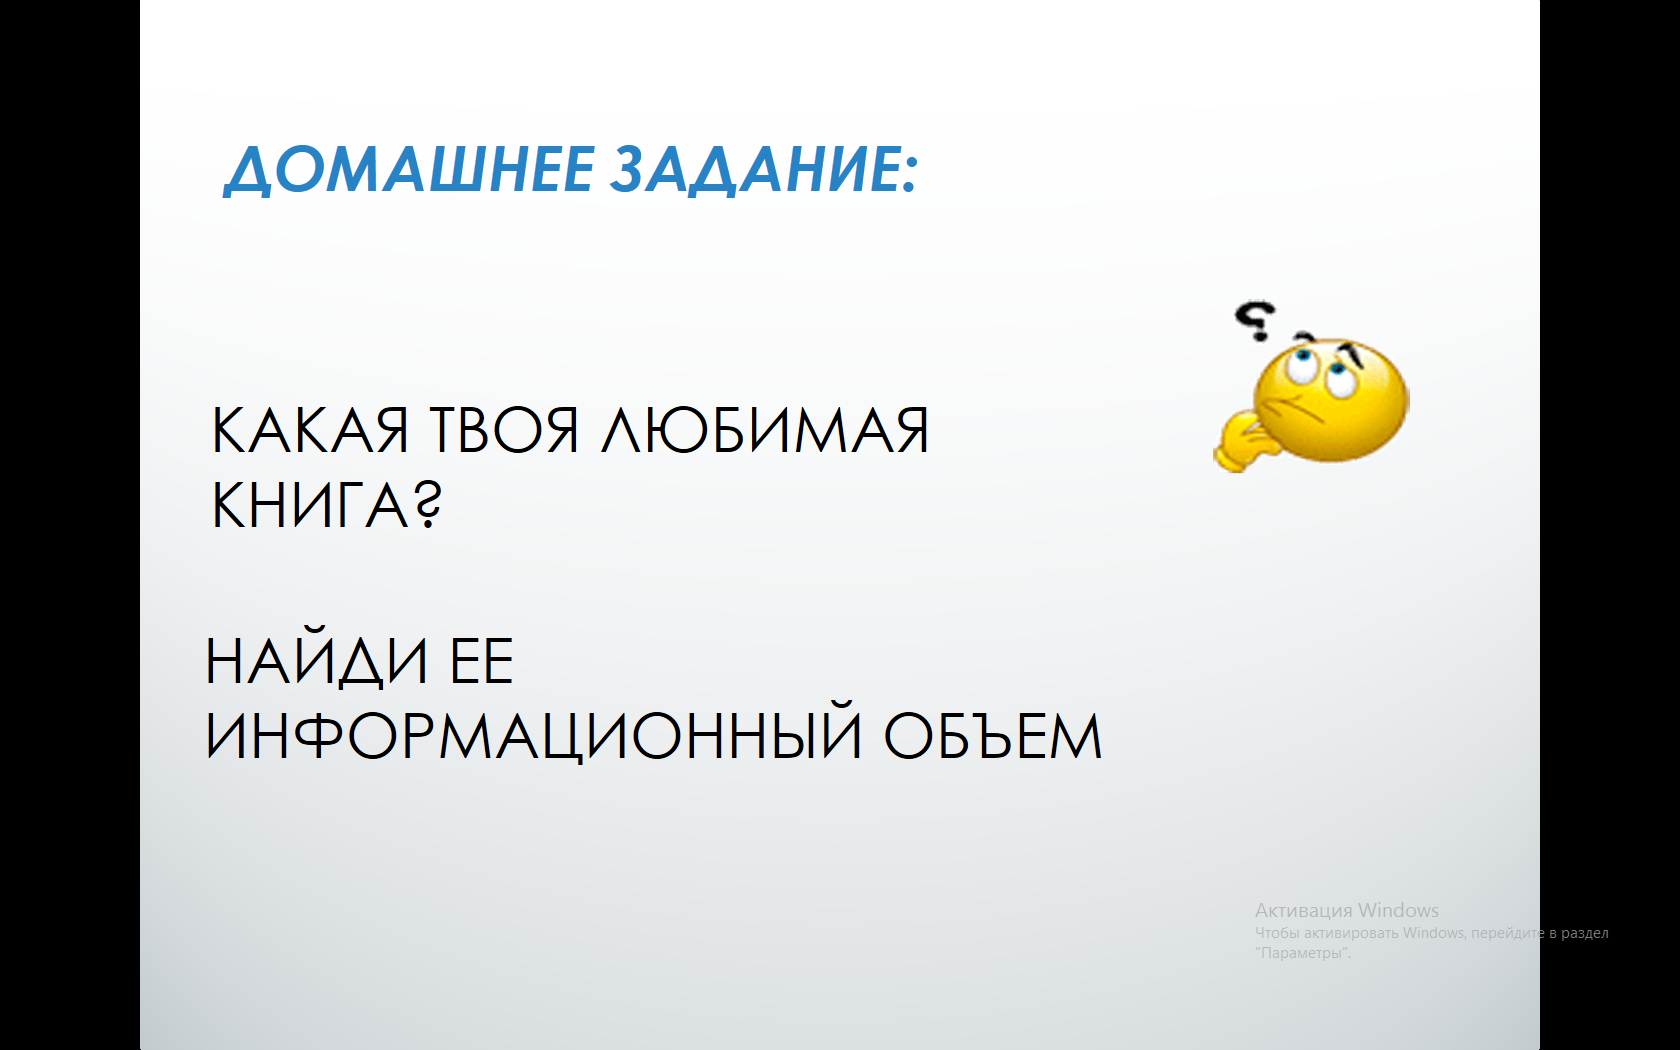 ДОМАШНЕЕ ЗАДАНИЕ:
?
КАКАЯ ТВОЯ ЛЮБИМАЯ
КНИГА?
НАЙДИ ЕЕ
ИНФОРМАЦИОННЫЙ ОБЪЕМ
Активация Windows
Чтобы активировать Windows, перейдите в раздел
"Параметры".